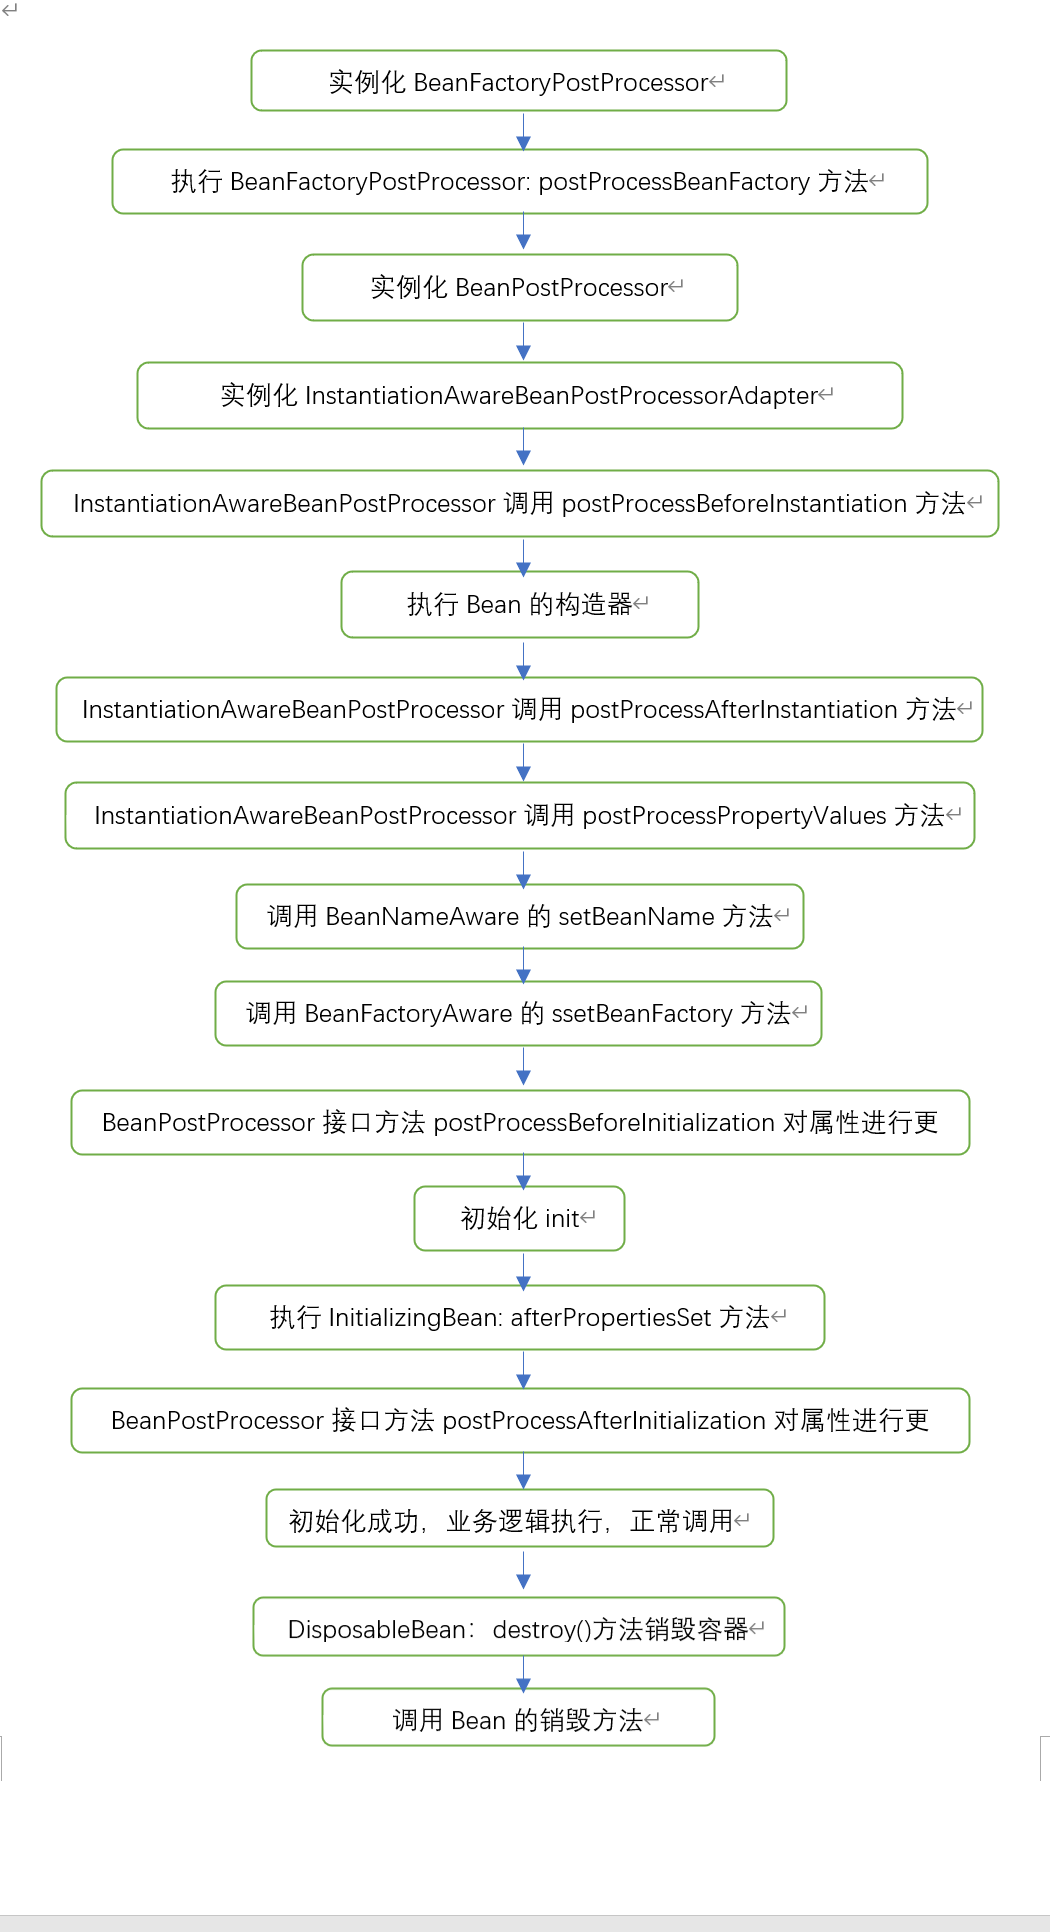 实例化 BeanFactoryPostProcessor
执行 BeanFactoryPostProcessor: postProcessBeanFactory 方法
实例化 BeanPostProcessor
实例化 InstantiationAwareBeanPostProcessorAdapter
InstantiationAwareBeanPostProcessor 调用 postProcessBeforeInstantiation 方法
执行 Bean 的构造器
InstantiationAwareBeanPostProcessor 调用 postProcessAfterInstantiation 方法
InstantiationAwareBeanPostProcessor 调用 postProcessPropertyValues 方法
调用 BeanNameAware 的 setBeanName 方法
调用 BeanFactoryAware 的 ssetBeanFactory 方法
BeanPostProcessor 接口方法 postProcessBeforeInitialization 对属性进行更
初始化 init
执行 InitializingBean: afterPropertiesSet 方法
BeanPostProcessor 接口方法 postProcessAfterInitialization 对属性进行更
初始化成功，业务逻辑执行，正常调用
DisposableBean：destroy()方法销毁容器
调用 Bean 的销毁方法